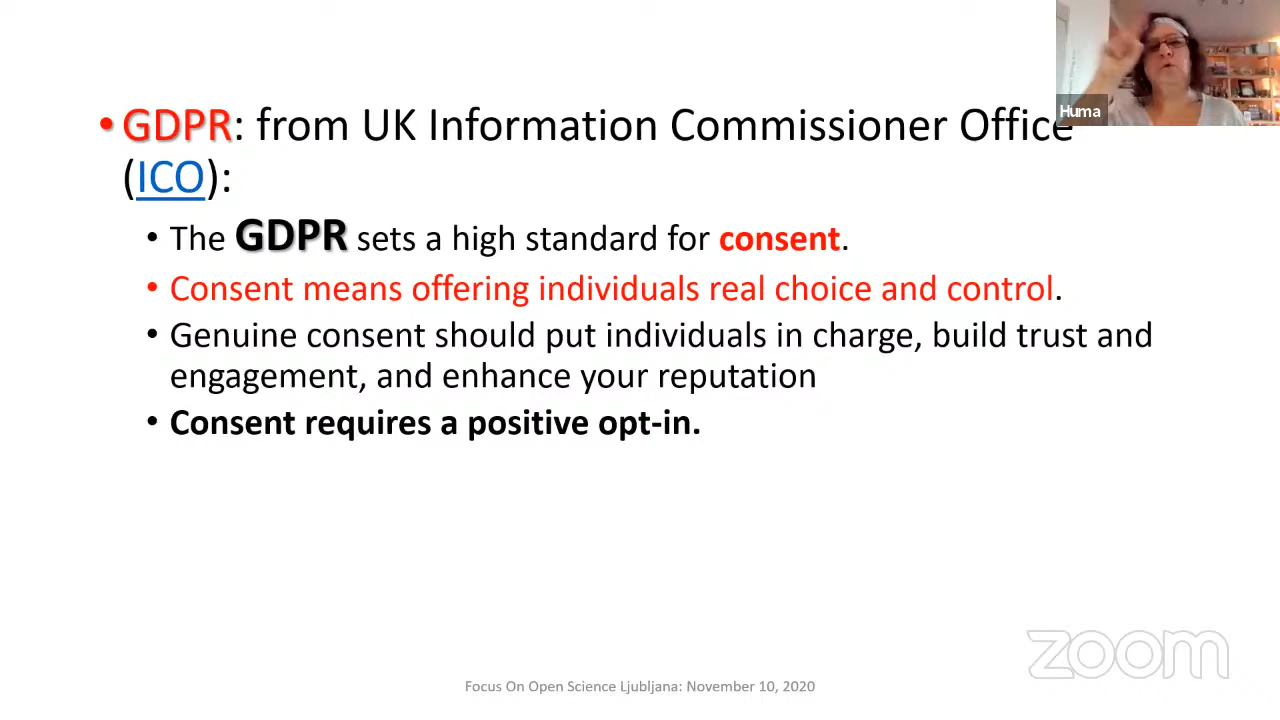 • GDPR: from UK Information Commissioner Office
(ICO):
• The GDPR sets a high standard for consent.
• Consent means offering individuals real choice and control.
• Genuine consent should put individuals in charge, build trust and
engagement, and enhance your reputation
• Consent requires a positive opt-in.
Huma
zoom
Focus On Open Science Ljubljana: November 10, 2020